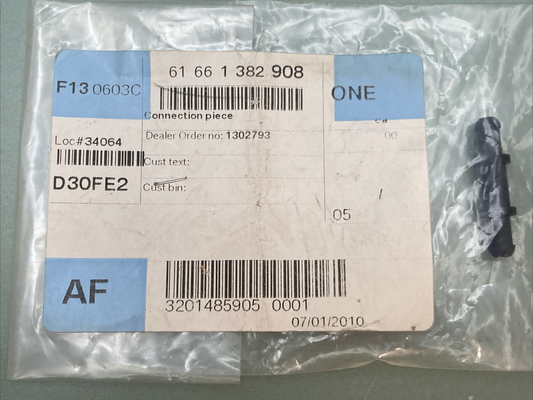 F13 0603C
61 66 1 382 908
ONE
Connection piece
ea
Dealer Order no: 1302793
00
Loc#34064
Cust text:
D30FE2
Cust bin:
05
AF
3201485905 0001
07/01/2010